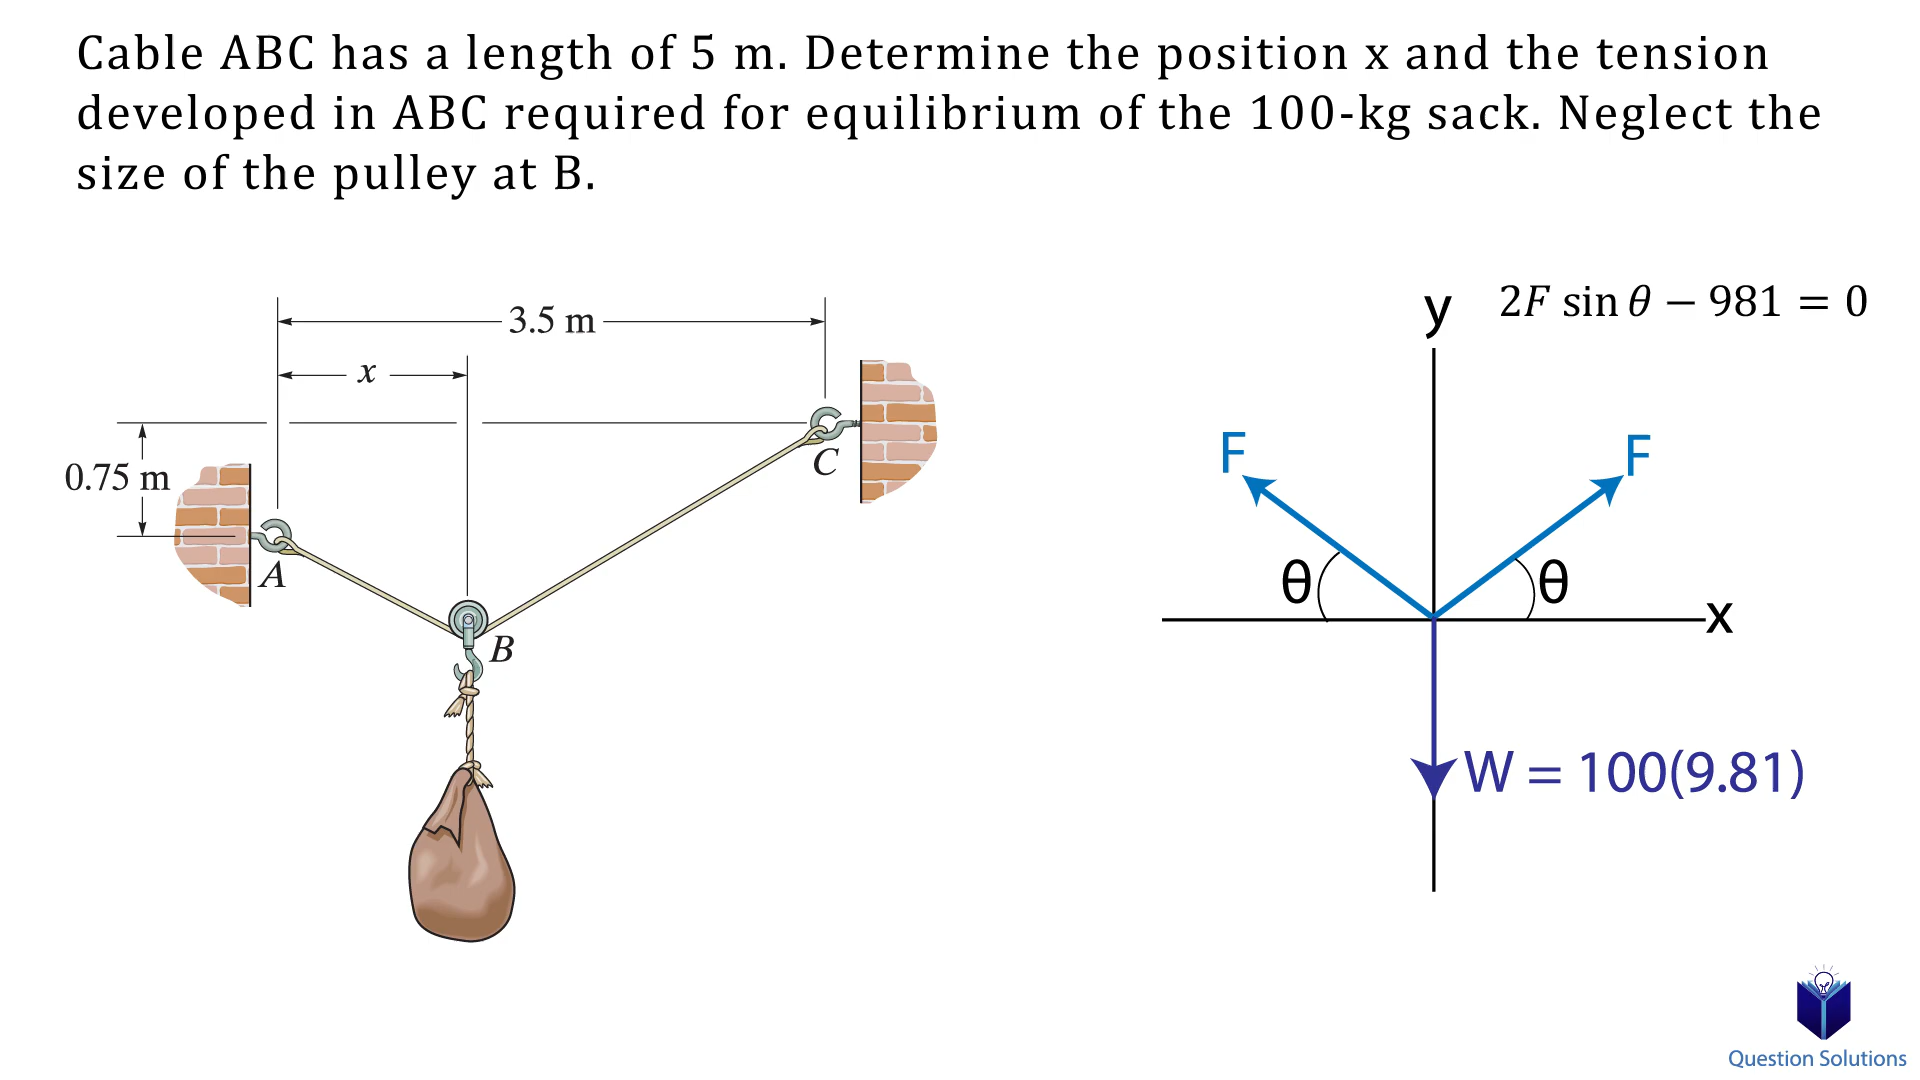 Cable ABC has a length of 5 m. Determine the position x and the tension
developed in ABC required for equilibrium of the 100-kg sack. Neglect the
size of the pulley at B.
3.5 m
x
0.75 m
A
B
C
y
2F sin θ − 981 = 0
F
F
θ
θ
x
W = 100(9.81)
Question Solutions